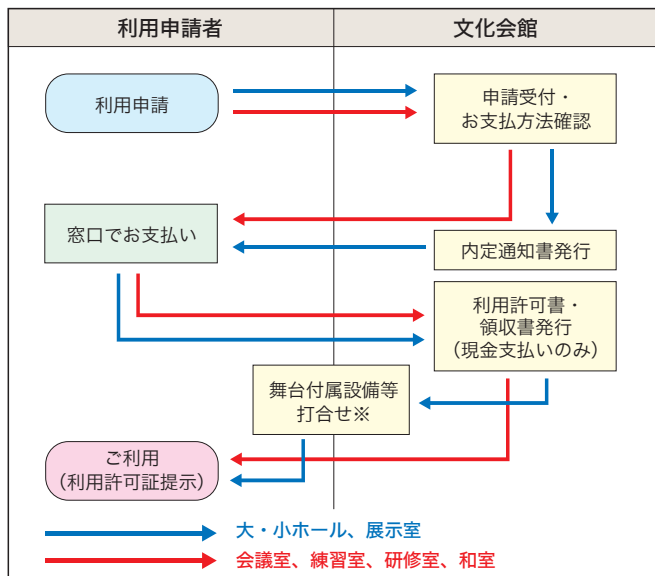 利用申請者
文化会館
利用申請
申請受付・
お支払方法確認
窓口でお支払い
内定通知書発行
利用許可書・
領収書発行
（現金支払いのみ）
舞台付属設備等
打合せ※
ご利用
（利用許可証提示）
大・小ホール、展示室
会議室、練習室、研修室、和室